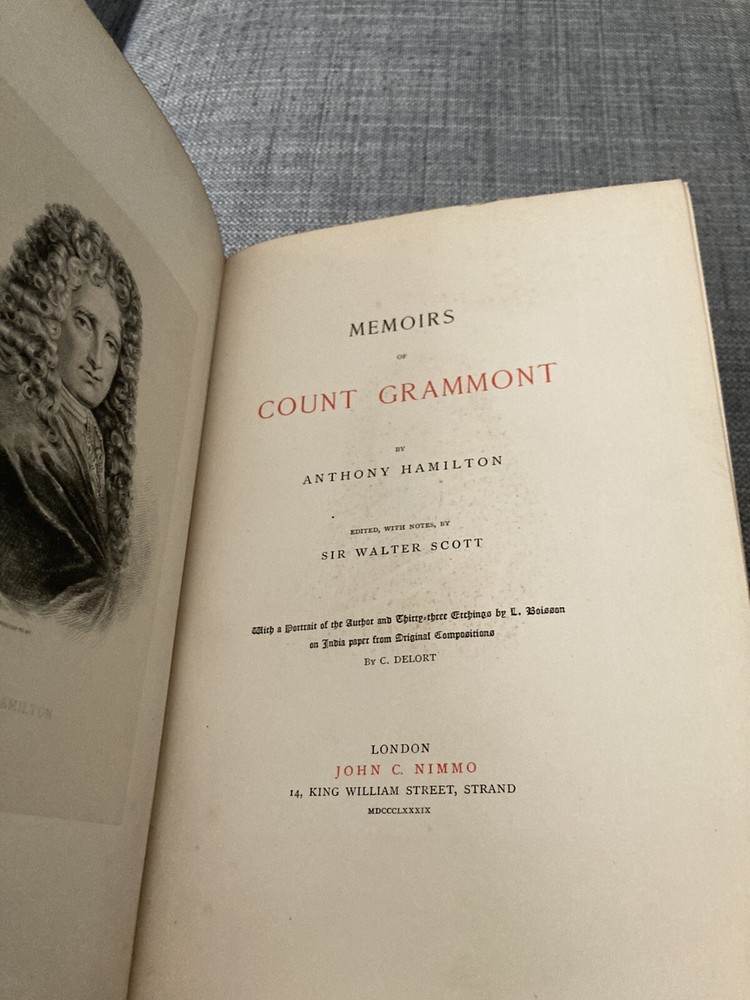 MEMOIRS
OF
COUNT GRAMMONT
BY
ANTHONY HAMILTON
EDITED, WITH NOTES, BY
SIR WALTER SCOTT
With a Portrait of the Author and Thirty-three Etchings by L. Boisson
on India paper from Original Compositions
BY C. DELORT
LONDON
JOHN C. NIMMO
14, KING WILLIAM STREET, STRAND
MDCCCLXXXIX